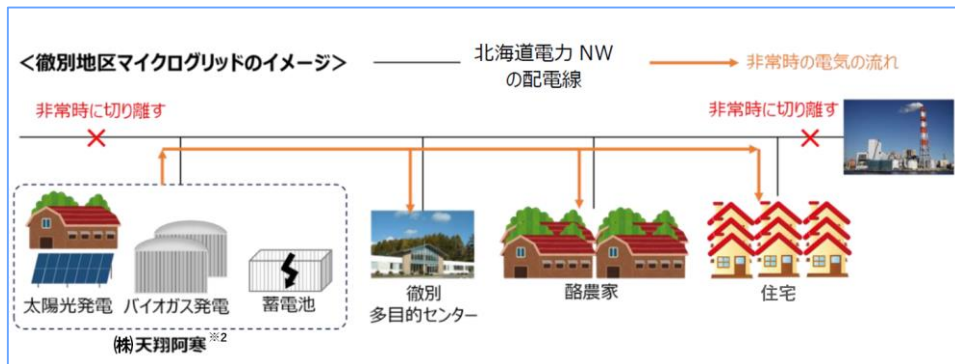 <徹別地区マイクログリッドのイメージ>
北海道電力 NW
の配電線
非常時の電気の流れ
非常時に切り離す
非常時に切り離す
太陽光発電
バイオガス発電
蓄電池
㈱天翔阿寒※2
徹別
多目的センター
酪農家
住宅